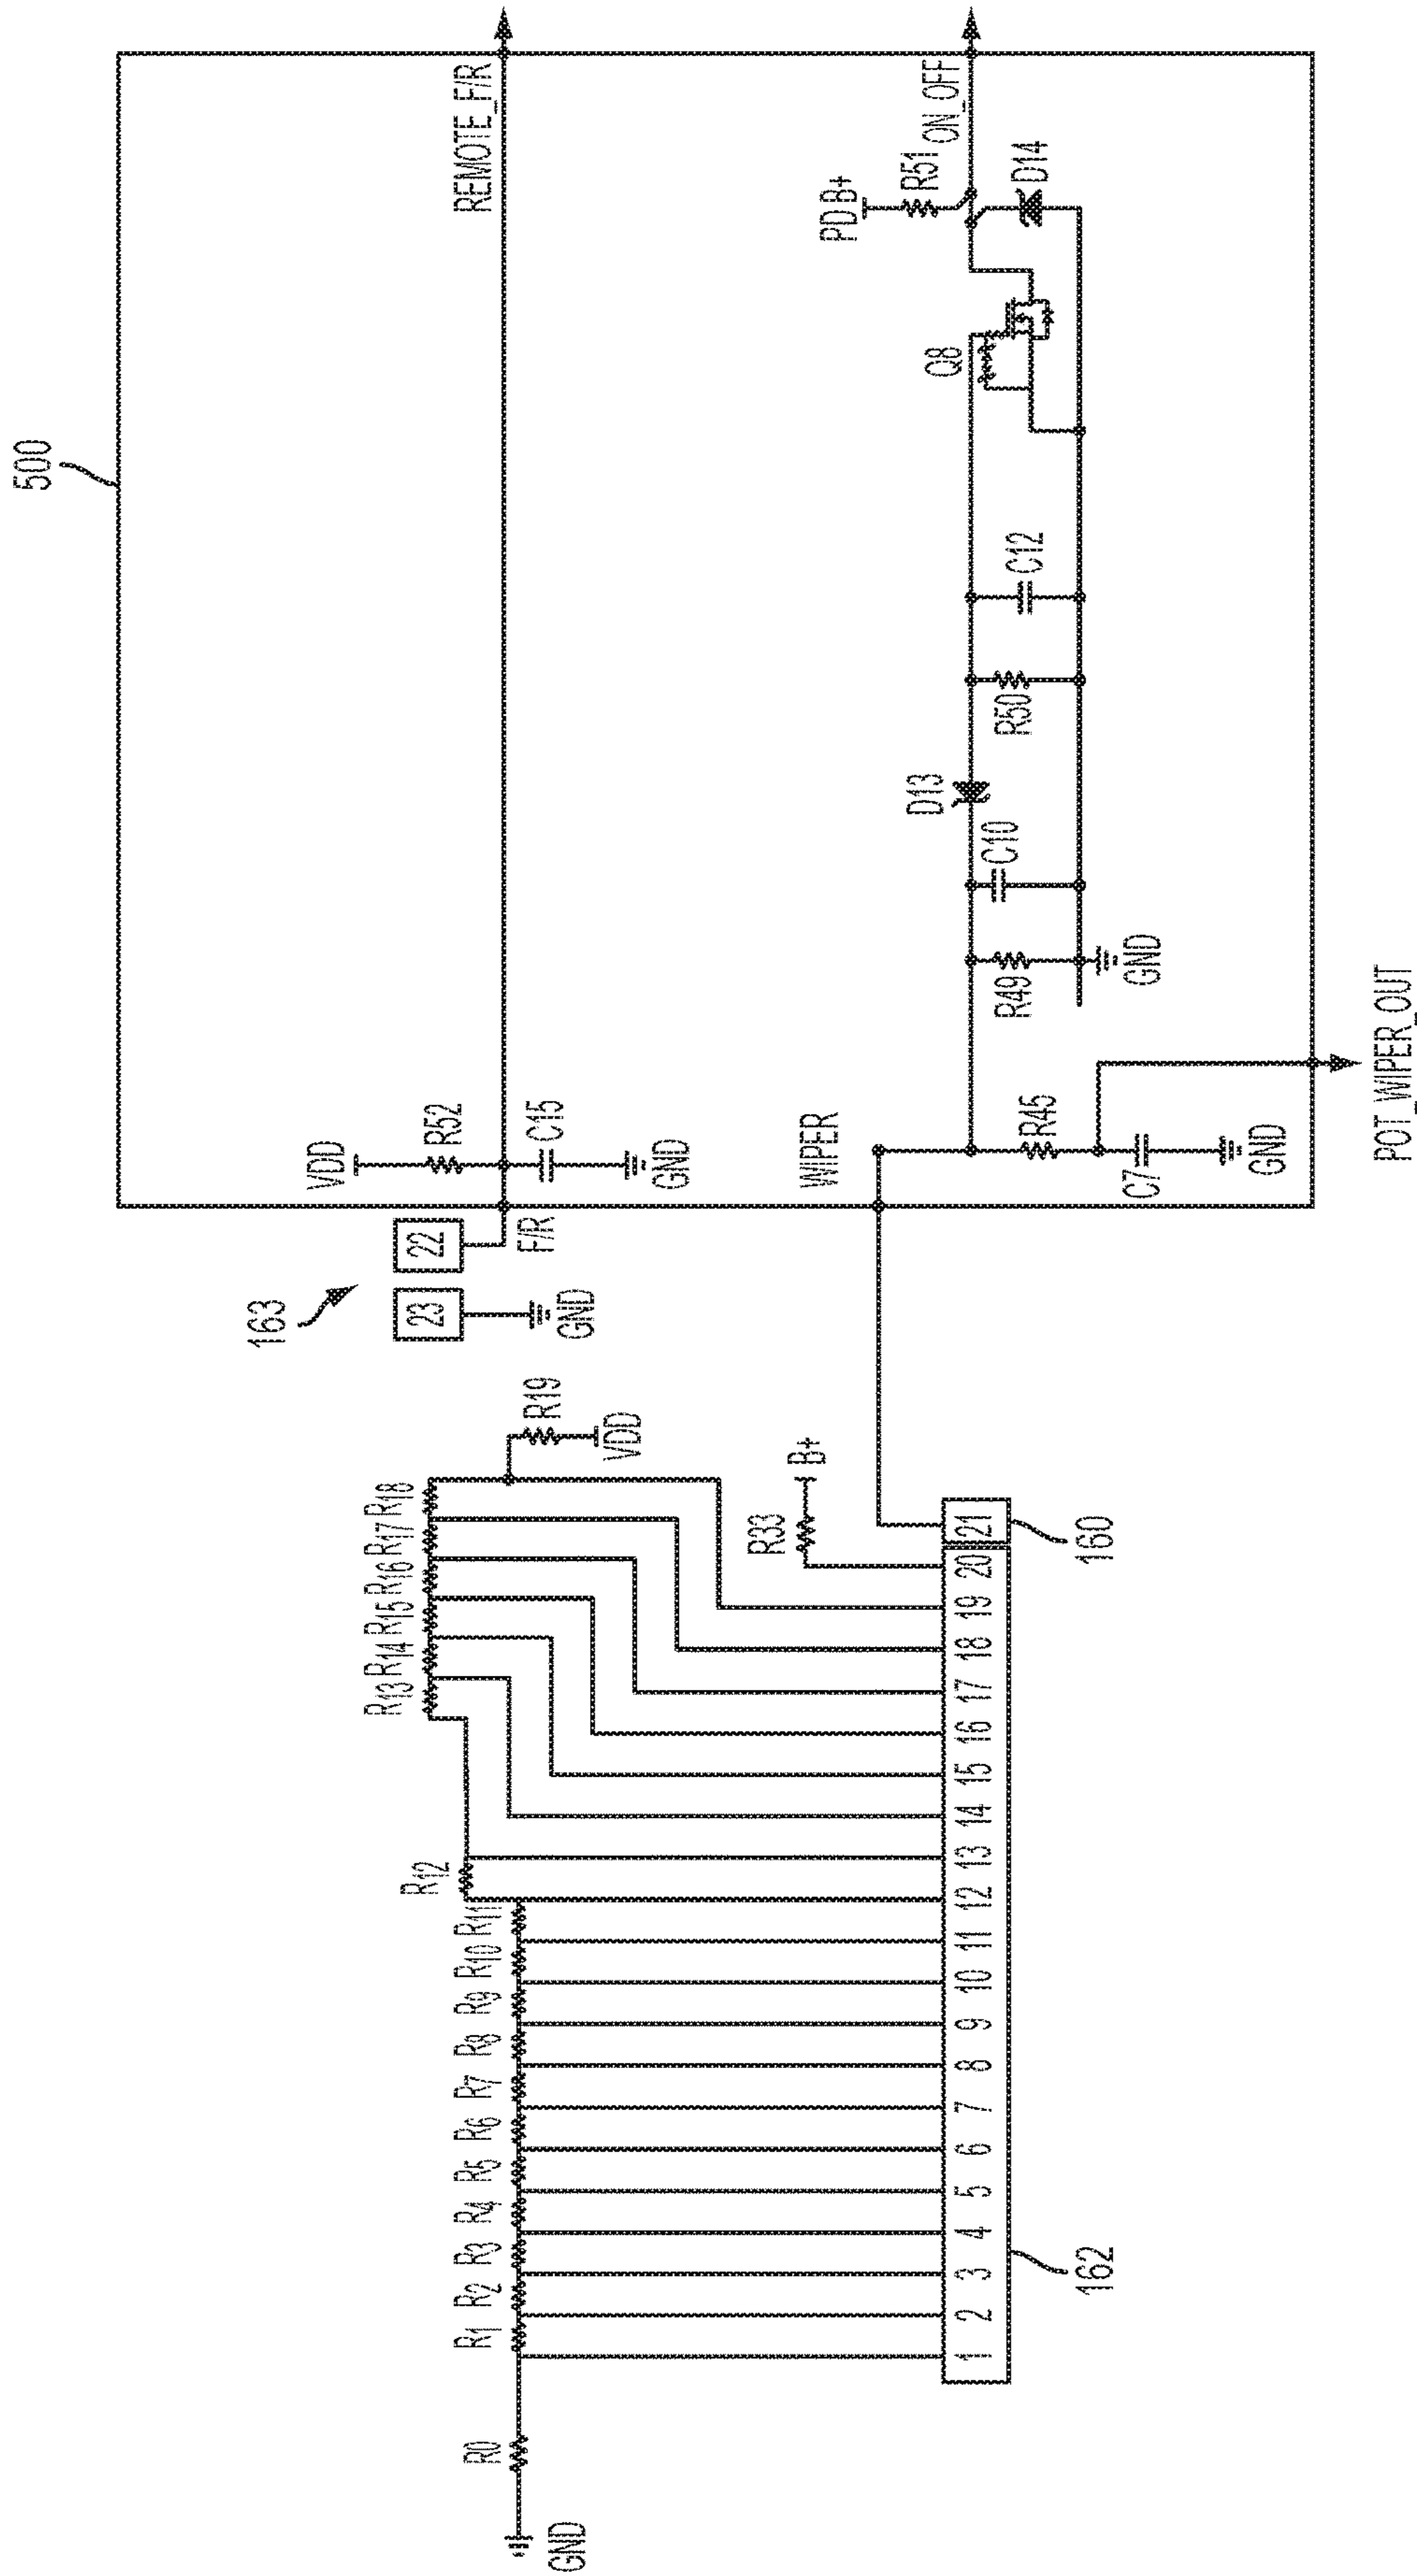 500
REMOTE_F/R
ON_OFF
PD B+
R51
D14
Q8
C12
R50
D13
C10
R49
GND
VDD
R52
C15
GND
WIPER
R45
C7
GND
POT_WIPER_OUT
163
22
23
F/R
GND
R19
VDD
R13 R14 R15 R16 R17 R18
R33
B+
R12
R0
R1 R2 R3 R4 R5 R6 R7 R8 R9 R10 R11
GND
1 2 3 4 5 6 7 8 9 10 11 12 13 14 15 16 17 18 19 20 21
160
162